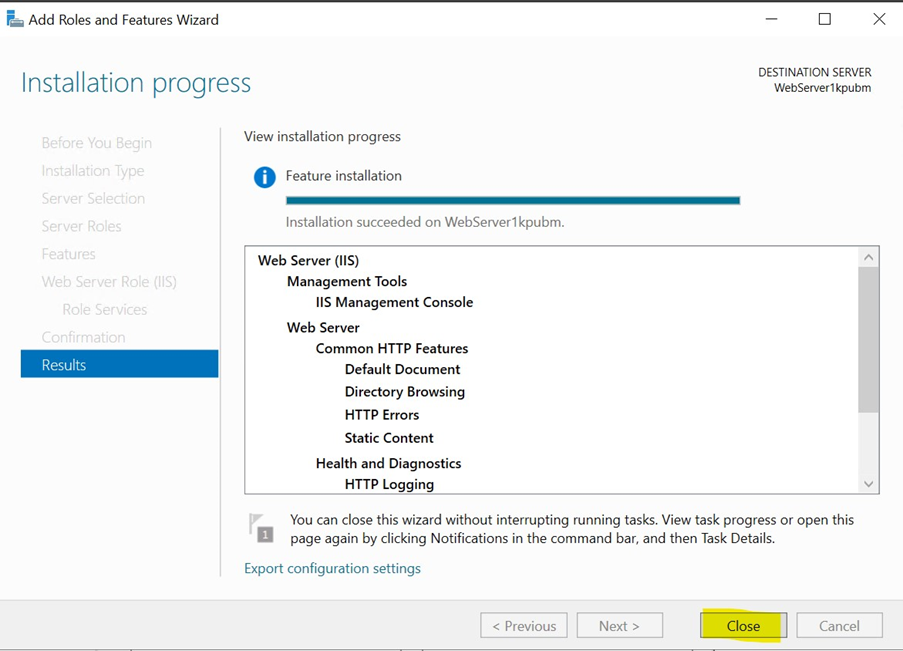 Add Roles and Features Wizard
Installation progress
DESTINATION SERVER
WebServer1kpubm
Before You Begin
Installation Type
Server Selection
Server Roles
Features
Web Server Role (IIS)
Role Services
Confirmation
Results
View installation progress
Feature installation
Installation succeeded on WebServer1kpubm.
Web Server (IIS)
Management Tools
IIS Management Console
Web Server
Common HTTP Features
Default Document
Directory Browsing
HTTP Errors
Static Content
Health and Diagnostics
HTTP Logging
1
You can close this wizard without interrupting running tasks. View task progress or open this
page again by clicking Notifications in the command bar, and then Task Details.
Export configuration settings
< Previous
Next >
Close
Cancel